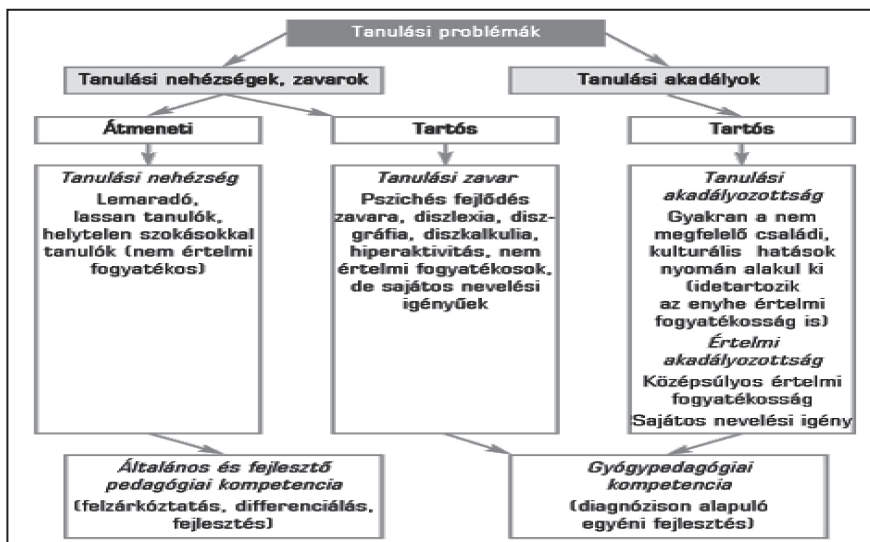 Tanulási problémák
Tanulási nehézségek, zavarok
Tanulási akadályok
Átmeneti
Tartós
Tartós
Tanulási nehézség
Lemaradó,
lassan tanulók,
helytelen szokásokkal
tanulók (nem értelmi
fogyatékos)
Tanulási zavar
Pszichés fejlődés
zavara, diszlexia, disz-
gráfia, diszkalkulia,
hiperaktivitás, nem
értelmi fogyatékosok,
de sajátos nevelési
igényűek
Tanulási
akadályozottság
Gyakran a nem
megfelelő családi,
kulturális hatások
nyomán alakul ki
(idetartozik
az enyhe értelmi
fogyatékosság is)
Értelmi
akadályozottság
Középsúlyos értelmi
fogyatékosság
Sajátos nevelési igény
Általános és fejlesztő
pedagógiai kompetencia
(felzárkóztatás, differenciálás,
fejlesztés)
Gyógypedagógiai
kompetencia
(diagnózison alapuló
egyéni fejlesztés)